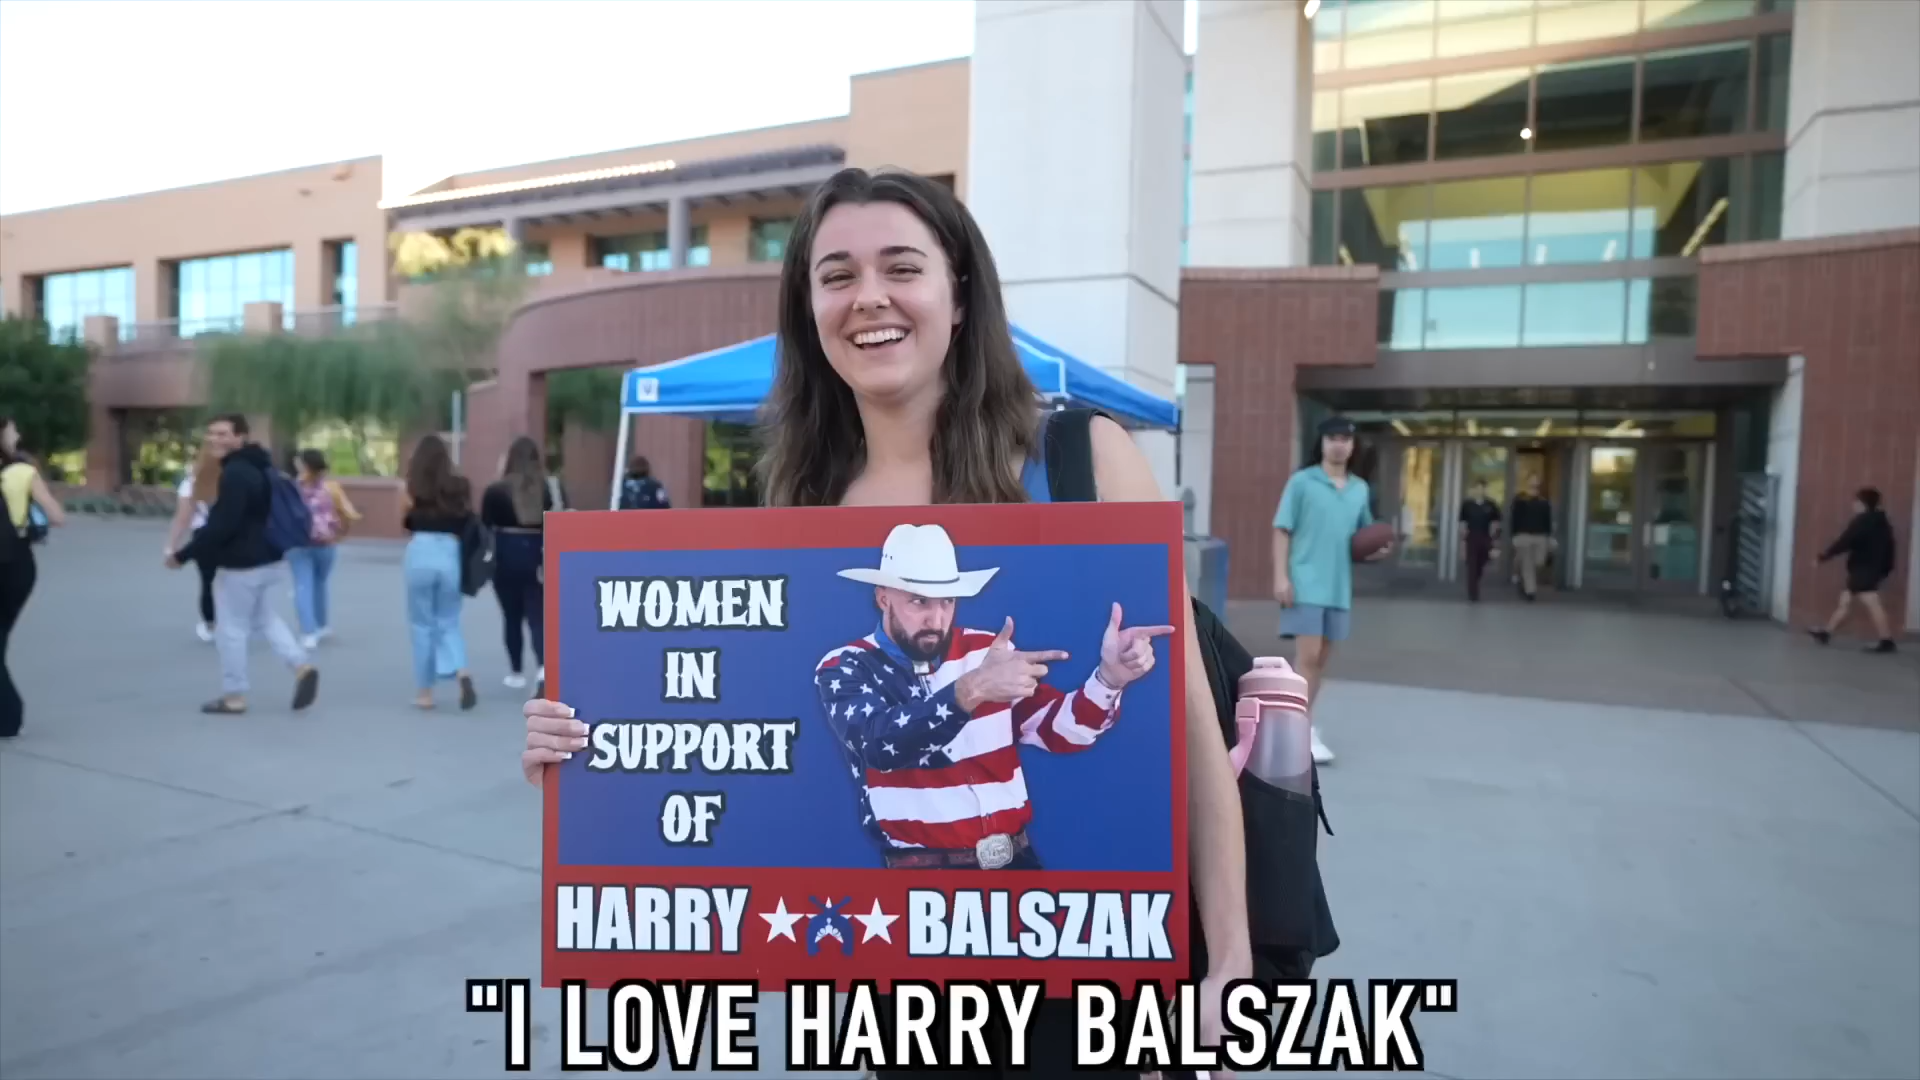 WOMEN
IN
SUPPORT
OF
HARRY BALSZAK
"I LOVE HARRY BALSZAK"